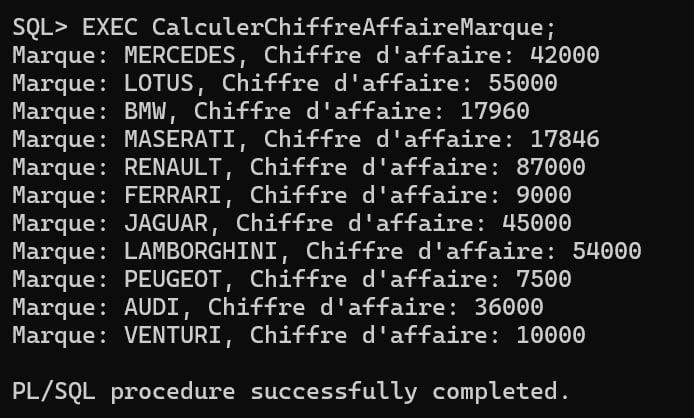 SQL> EXEC CalculerChiffreAffaireMarque;
Marque: MERCEDES, Chiffre d'affaire: 42000
Marque: LOTUS, Chiffre d'affaire: 55000
Marque: BMW, Chiffre d'affaire: 17960
Marque: MASERATI, Chiffre d'affaire: 17846
Marque: RENAULT, Chiffre d'affaire: 87000
Marque: FERRARI, Chiffre d'affaire: 9000
Marque: JAGUAR, Chiffre d'affaire: 45000
Marque: LAMBORGHINI, Chiffre d'affaire: 54000
Marque: PEUGEOT, Chiffre d'affaire: 7500
Marque: AUDI, Chiffre d'affaire: 36000
Marque: VENTURI, Chiffre d'affaire: 10000
PL/SQL procedure successfully completed.